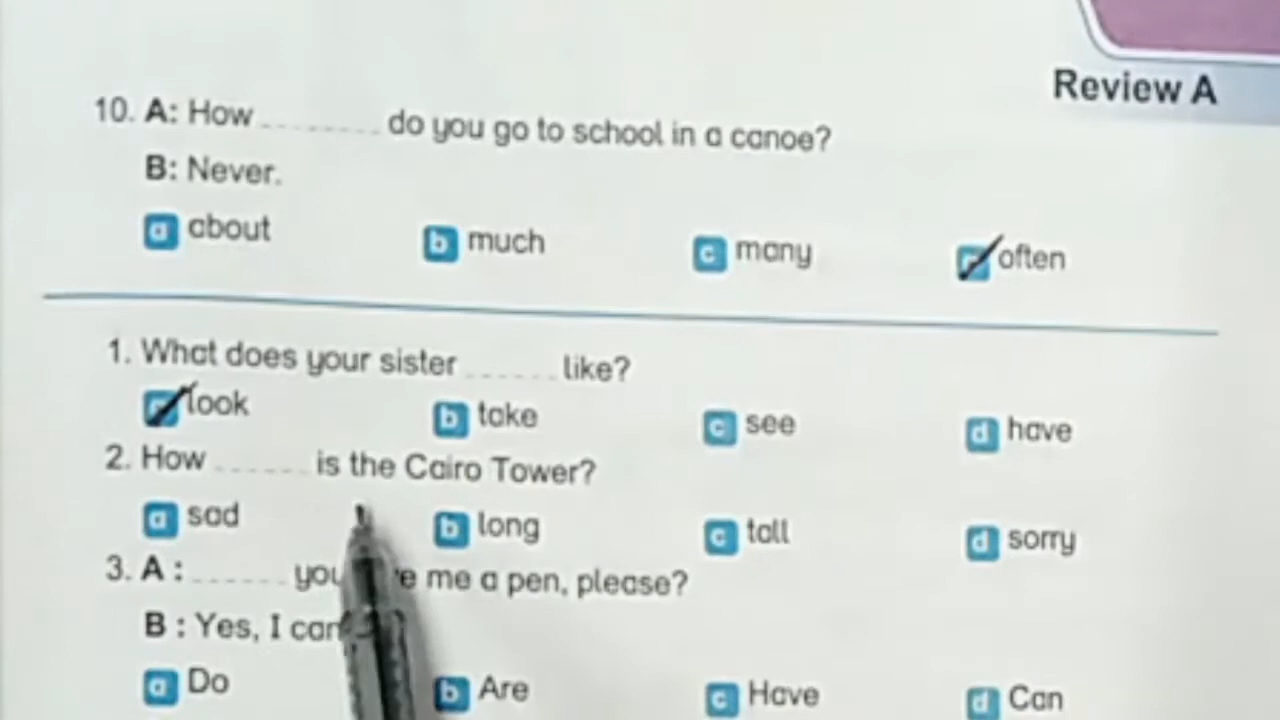 Review A
10. A: How ........ do you go to school in a canoe?
B: Never.
a about b much c many often
1. What does your sister ...... like?
look b take c see d have
2. How ...... is the Cairo Tower?
a sad b long c tall d sorry
3. A : ...... you me a pen, please?
B : Yes, I can
a Do b Are c Have d Can